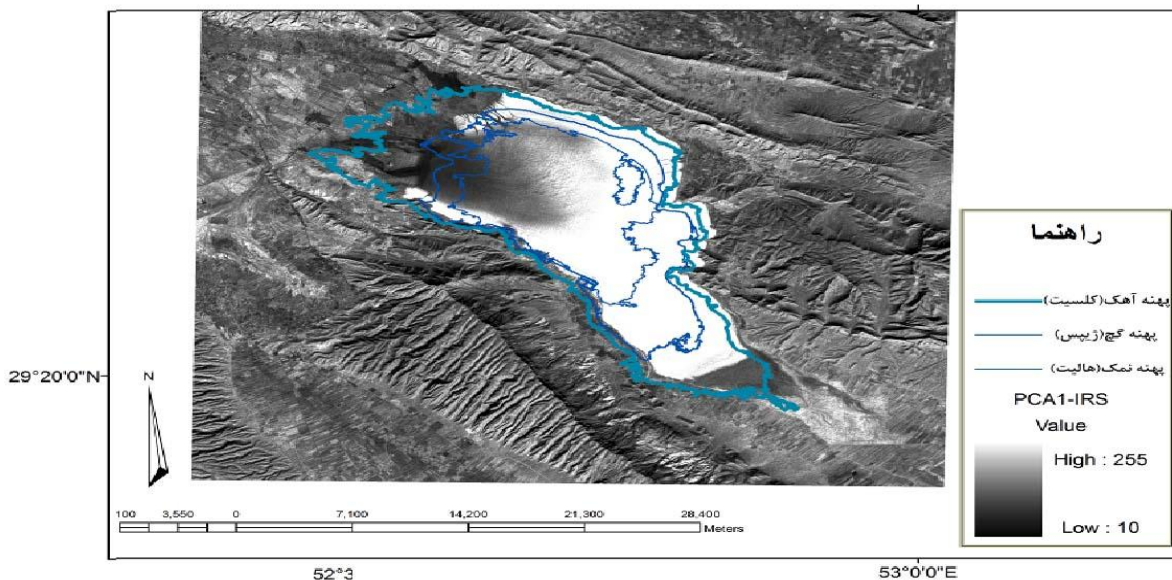 راهنما
پهنه آهک(کلسیت)
پهنه گچ(ژیپس)
پهنه نمک(هالیت)
PCA1-IRS
Value
High : 255
Low : 10
29°20'0"N
N
100 3,550 0 7,100 14,200 21,300 28,400
Meters
52°3
53°0'0"E